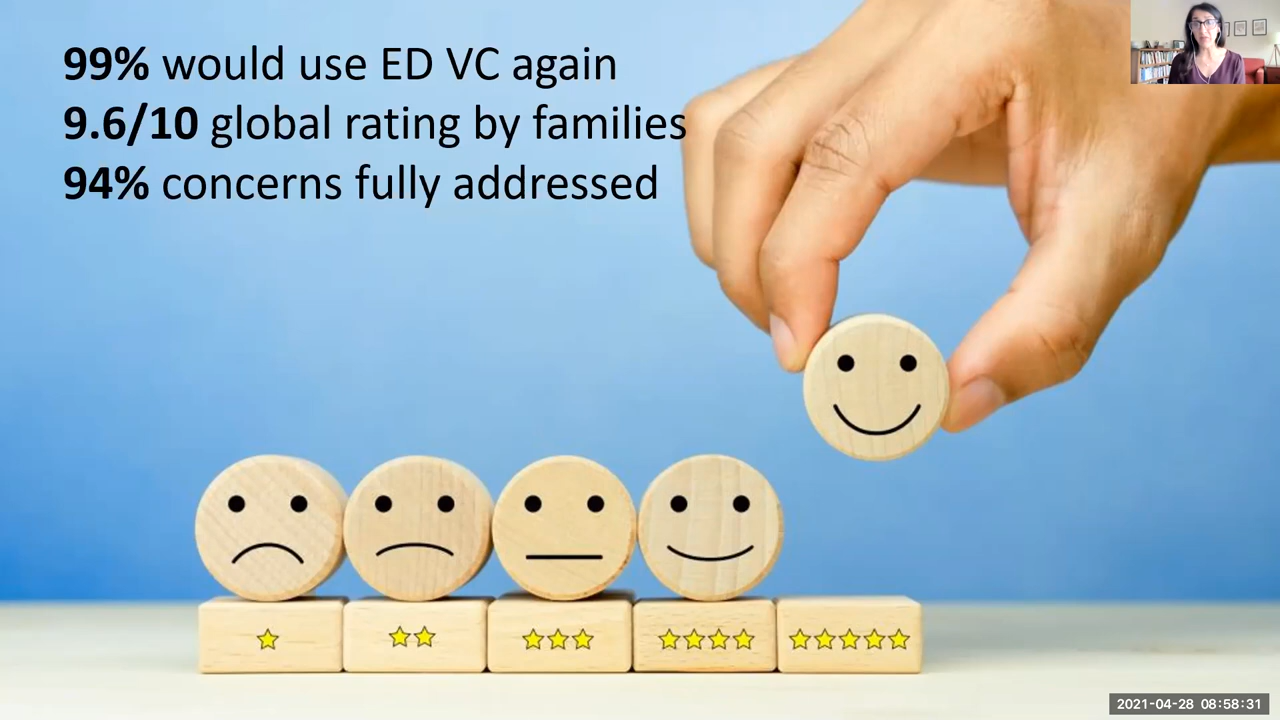 99% would use ED VC again
9.6/10 global rating by families
94% concerns fully addressed
2021-04-28 08:58:31